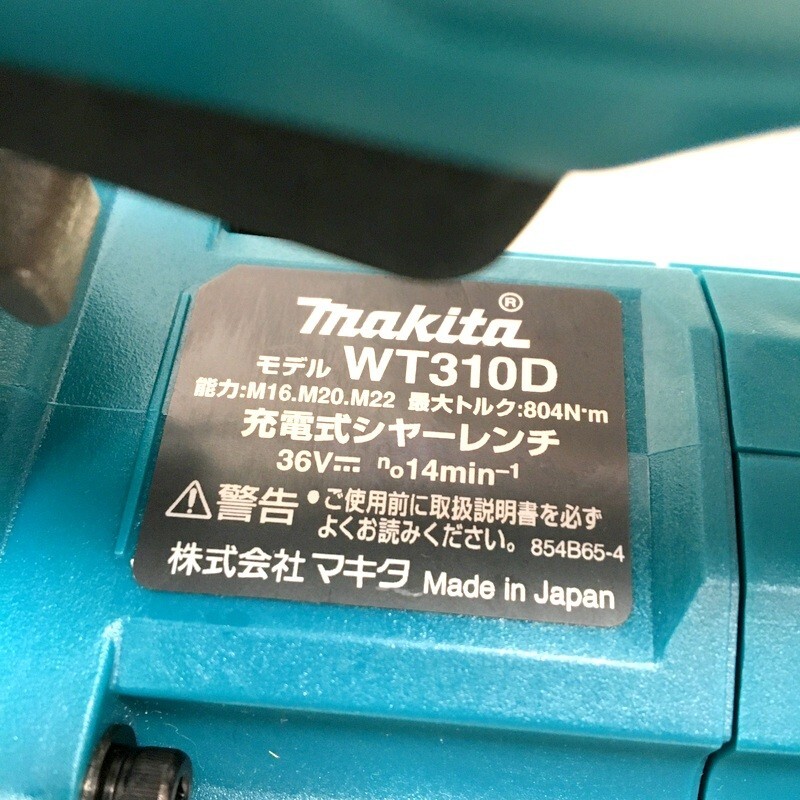 makita®
モデル WT310D
能力:M16.M20.M22 最大トルク:804N·m
充電式シャーレンチ
36V⎓ no14min⁻¹
⚠警告 ●ご使用前に取扱説明書を必ず
よくお読みください。 854B65-4
株式会社 マキタ Made in Japan